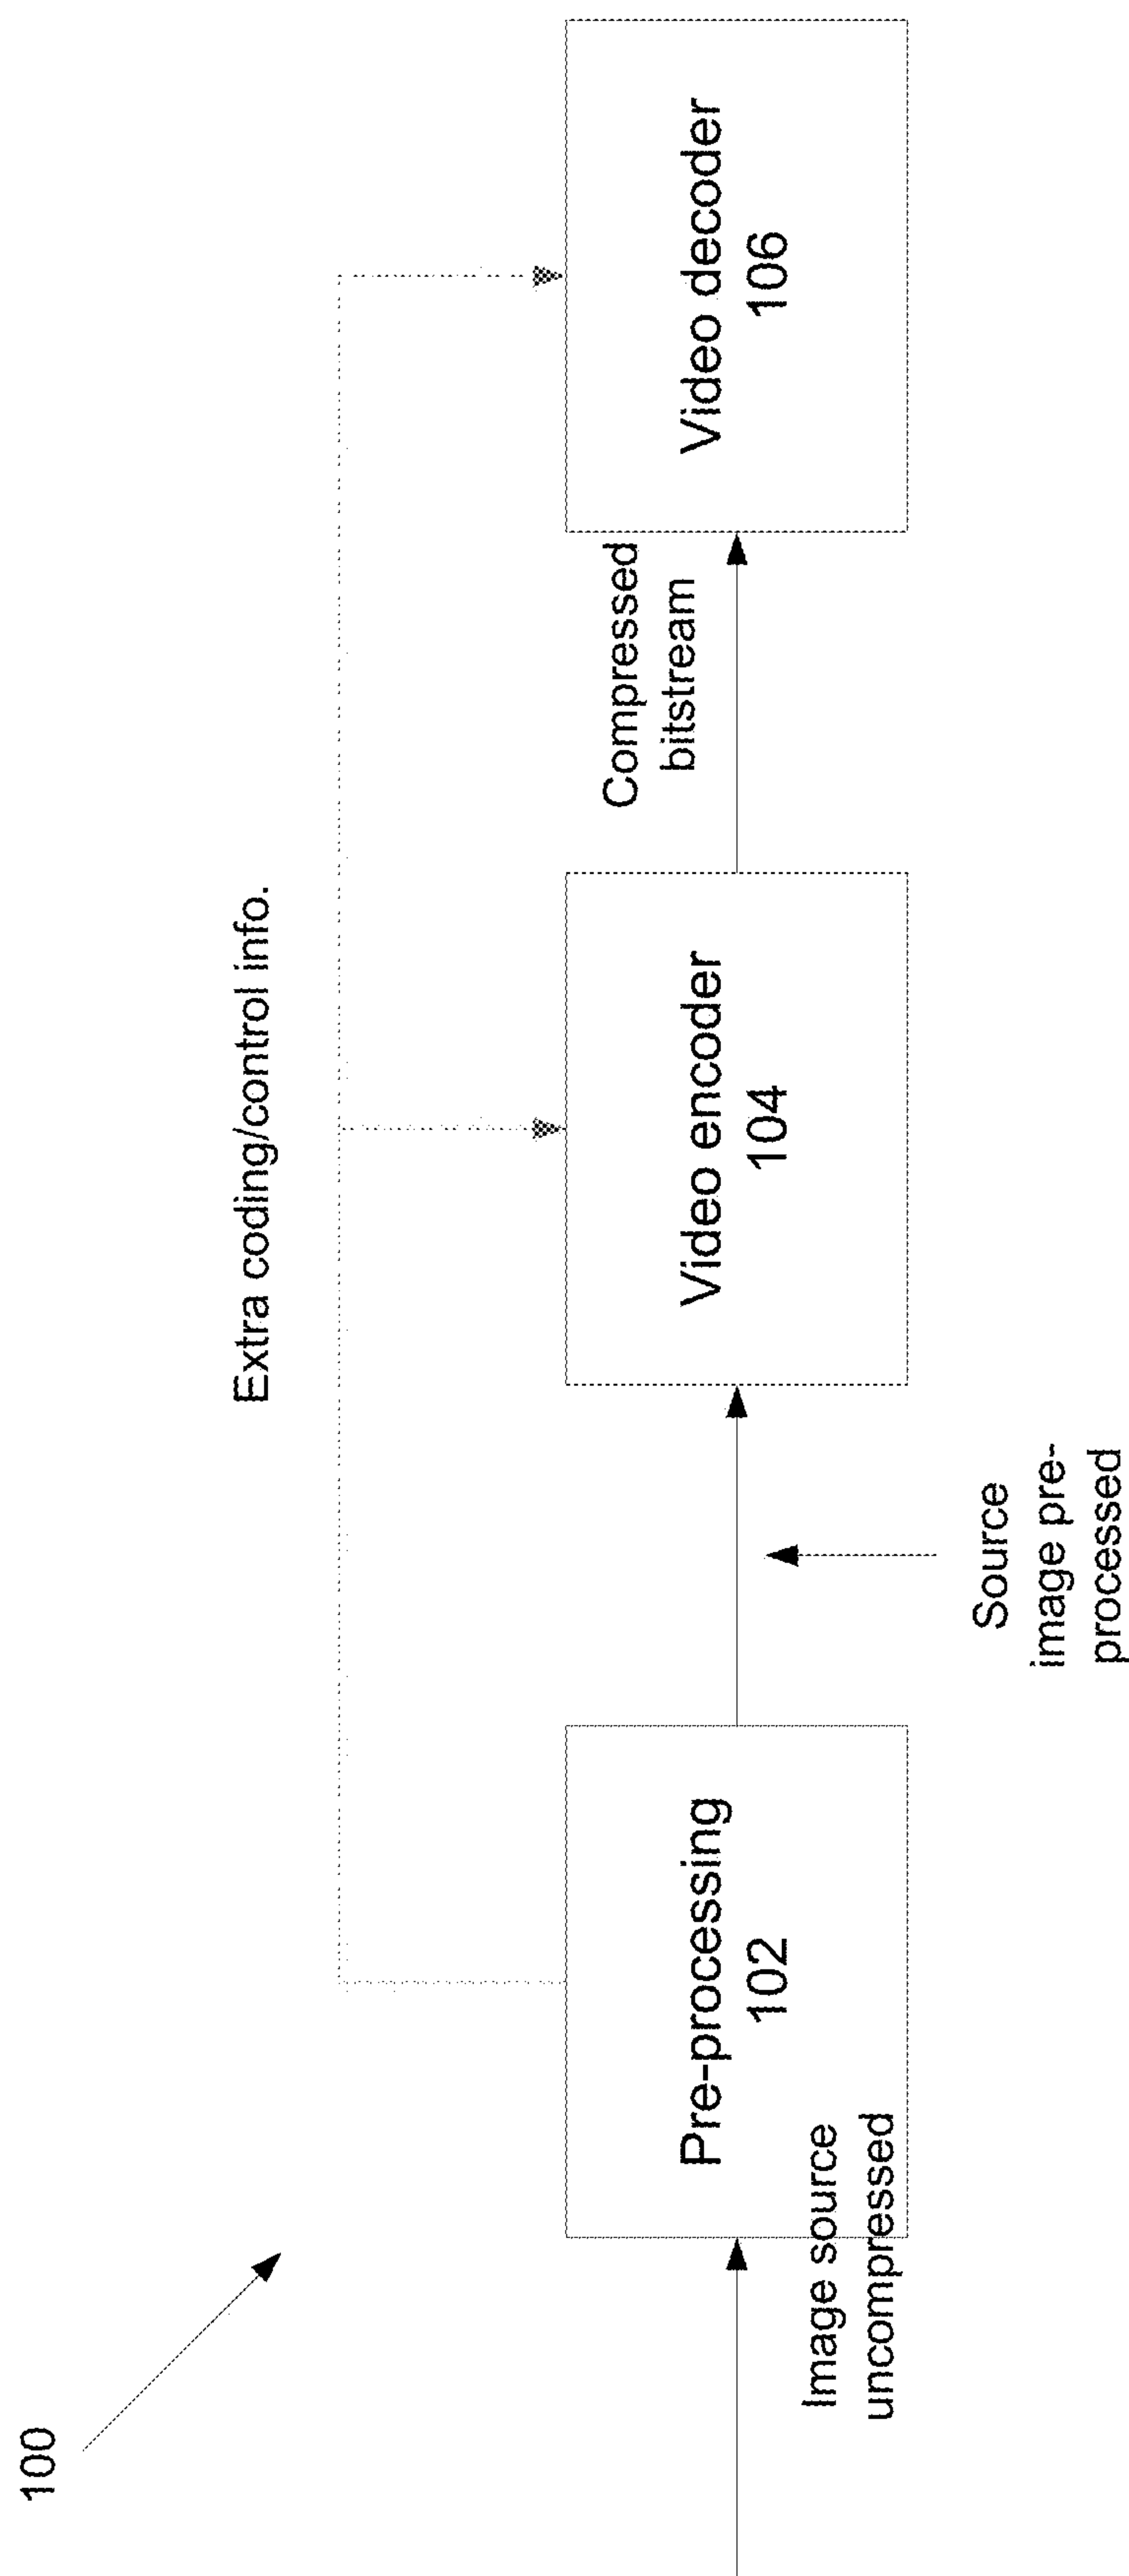 100
Extra coding/control info.
Image source
uncompressed
Pre-processing
102
Source
image pre-
processed
Video encoder
104
Compressed
bitstream
Video decoder
106